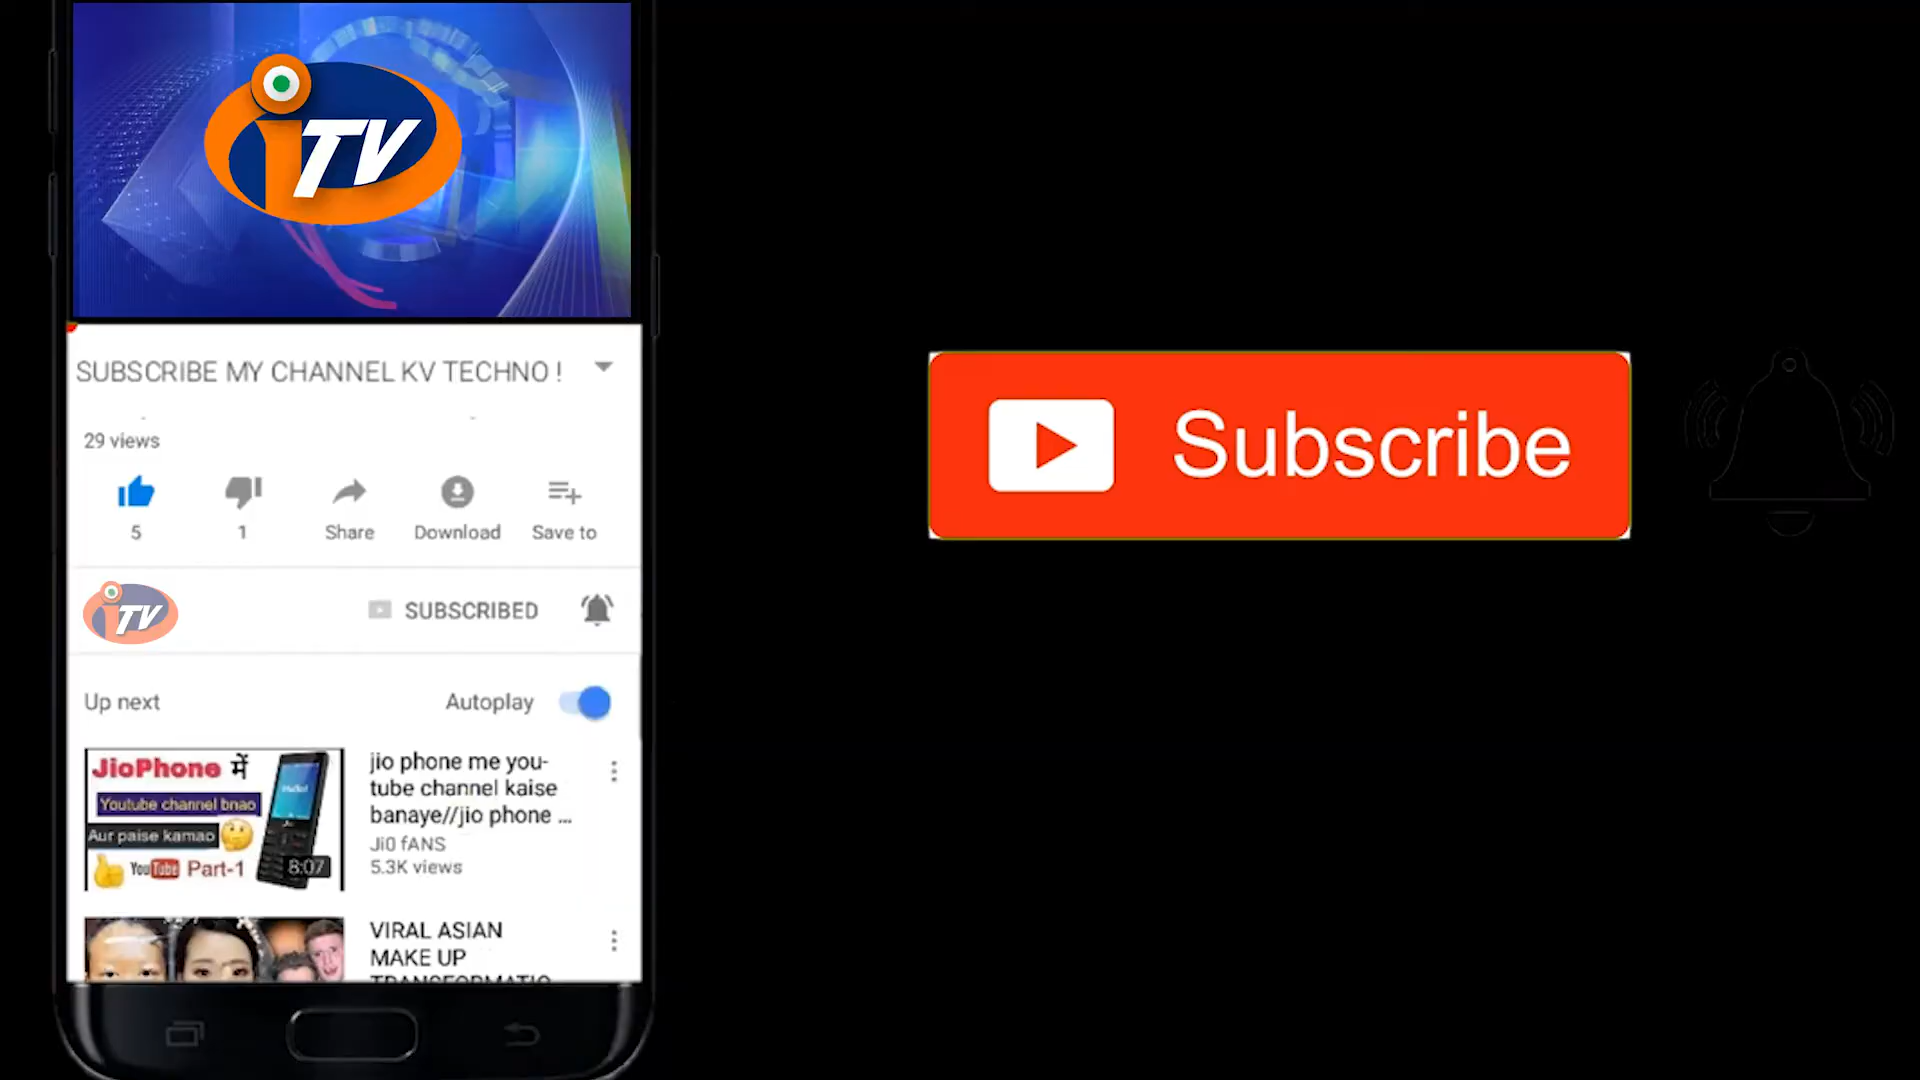 iTV
SUBSCRIBE MY CHANNEL KV TECHNO !
29 views
5
1
Share
Download
Save to
iTV
SUBSCRIBED
Up next
Autoplay
JioPhone में
Youtube channel bnao
Aur paise kamao
YouTube Part-1
8:07
jio phone me you-
tube channel kaise
banaye//jio phone ...
Ji0 fANS
5.3K views
VIRAL ASIAN
MAKE UP
TRANSFORMATIO
Subscribe